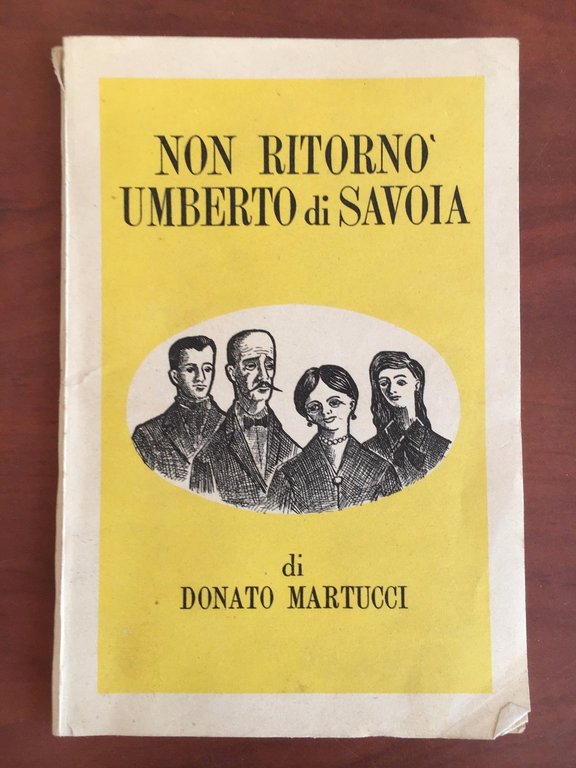 NON RITORNO'
UMBERTO di SAVOIA
di
DONATO MARTUCCI